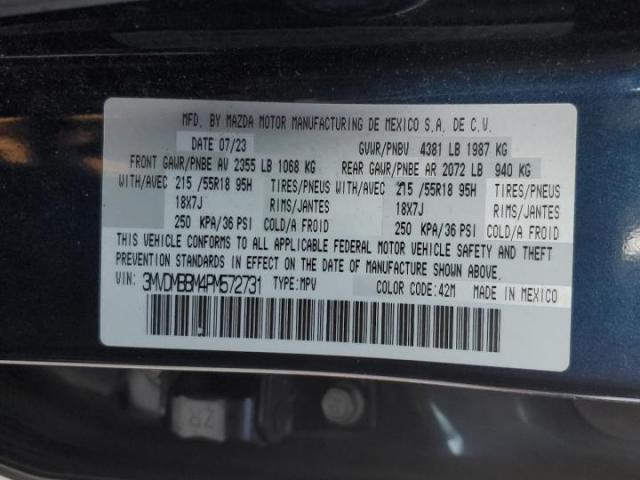 MFD. BY MAZDA MOTOR MANUFACTURING DE MEXICO S.A. DE C.V.
DATE 07/23 GVWR/PNBV 4381 LB 1987 KG
FRONT GAWR/PNBE AV 2355 LB 1068 KG REAR GAWR/PNBE AR 2072 LB 940 KG
WITH/AVEC 215 /55R18 95H TIRES/PNEUS WITH/AVEC 215 /55R18 95H TIRES/PNEUS
18X7J RIMS/JANTES 18X7J RIMS/JANTES
250 KPA/36 PSI COLD/A FROID 250 KPA/36 PSI COLD/A FROID
THIS VEHICLE CONFORMS TO ALL APPLICABLE FEDERAL MOTOR VEHICLE SAFETY AND THEFT
PREVENTION STANDARDS IN EFFECT ON THE DATE OF MANUFACTURE SHOWN ABOVE.
VIN: 3MVDMBBM4PM572731 TYPE: MPV COLOR CODE: 42M MADE IN MEXICO
ZR